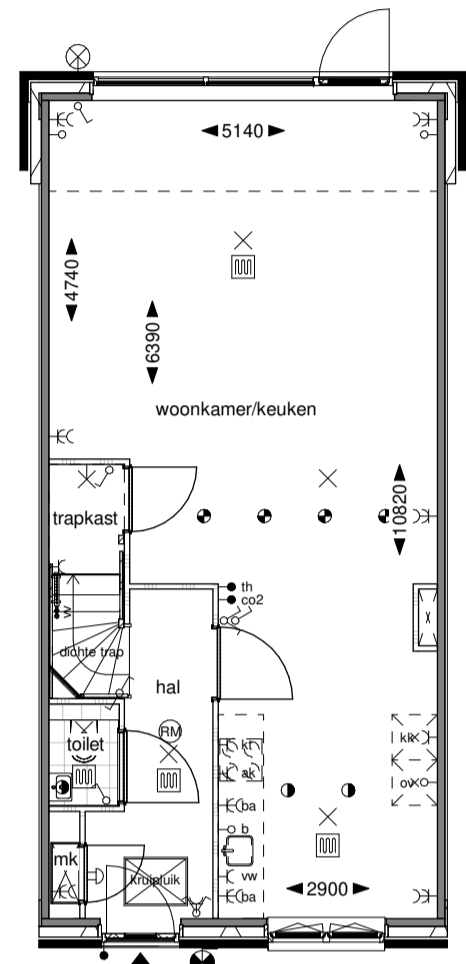 5140
4740
6390
woonkamer/keuken
10820
trapkast
th
co2
w
dichte trap
hal
RM
toilet
kt
kk
ak
ov
ba
b
mk
kruipluik
vw
ba
2900